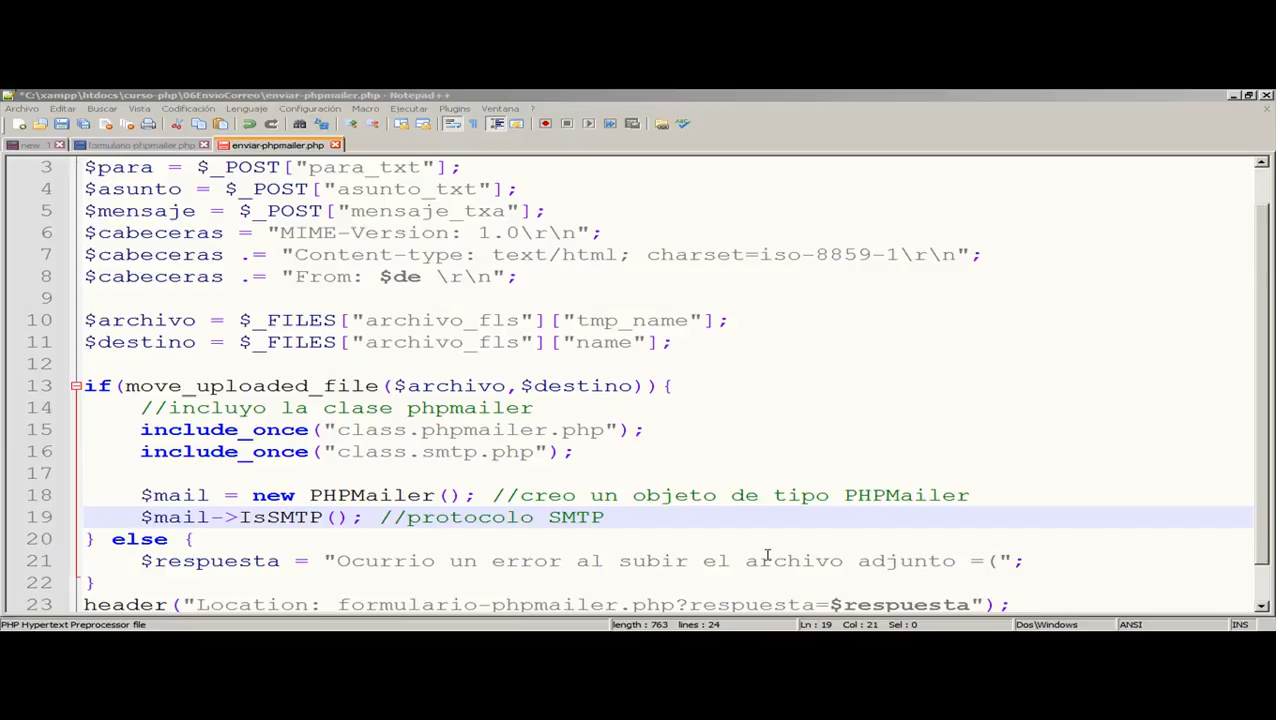 *C:\xampp\htdocs\curso-php\06EnvioCorreo\enviar-phpmailer.php - Notepad++
Archivo Editar Buscar Vista Codificación Lenguaje Configuración Macro Ejecutar Plugins Ventana ?
new 1 formulario-phpmailer.php enviar-phpmailer.php
3 $para = $_POST["para_txt"];
4 $asunto = $_POST["asunto_txt"];
5 $mensaje = $_POST["mensaje_txa"];
6 $cabeceras = "MIME-Version: 1.0\r\n";
7 $cabeceras .= "Content-type: text/html; charset=iso-8859-1\r\n";
8 $cabeceras .= "From: $de \r\n";
9
10 $archivo = $_FILES["archivo_fls"]["tmp_name"];
11 $destino = $_FILES["archivo_fls"]["name"];
12
13 if(move_uploaded_file($archivo,$destino)){
14 //incluyo la clase phpmailer
15 include_once("class.phpmailer.php");
16 include_once("class.smtp.php");
17
18 $mail = new PHPMailer(); //creo un objeto de tipo PHPMailer
19 $mail->IsSMTP(); //protocolo SMTP
20 } else {
21 $respuesta = "Ocurrio un error al subir el archivo adjunto =(";
22 }
23 header("Location: formulario-phpmailer.php?respuesta=$respuesta");
PHP Hypertext Preprocessor file length : 763 lines : 24 Ln : 19 Col : 21 Sel : 0 Dos\Windows ANSI INS